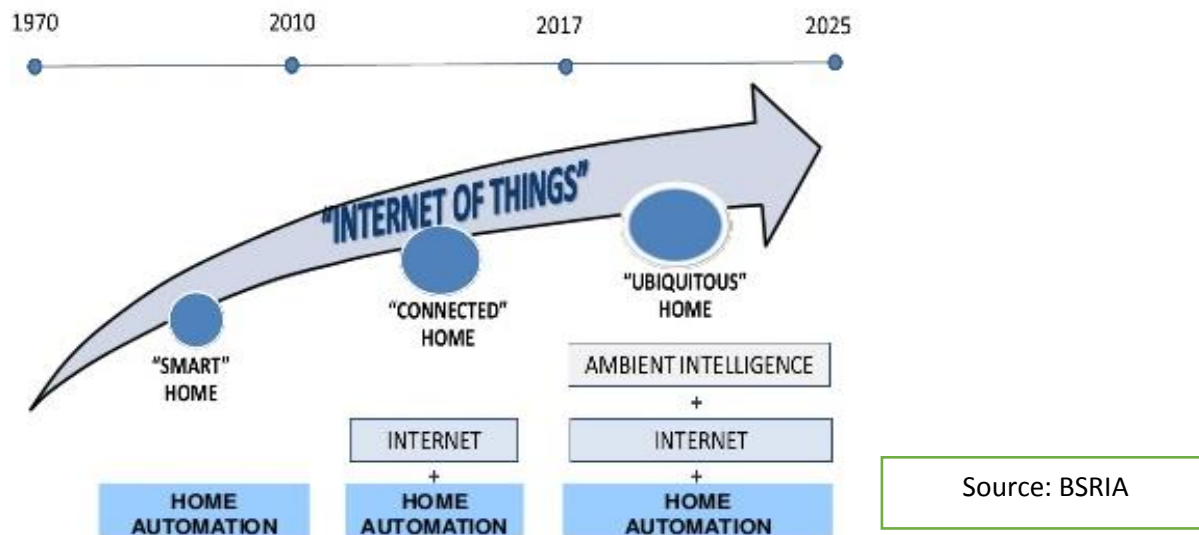 1970 2010 2017 2025
"INTERNET OF THINGS"
"SMART"
HOME
"CONNECTED"
HOME
"UBIQUITOUS"
HOME
AMBIENT INTELLIGENCE
+
INTERNET INTERNET
+ +
HOME
AUTOMATION
HOME
AUTOMATION
HOME
AUTOMATION
Source: BSRIA